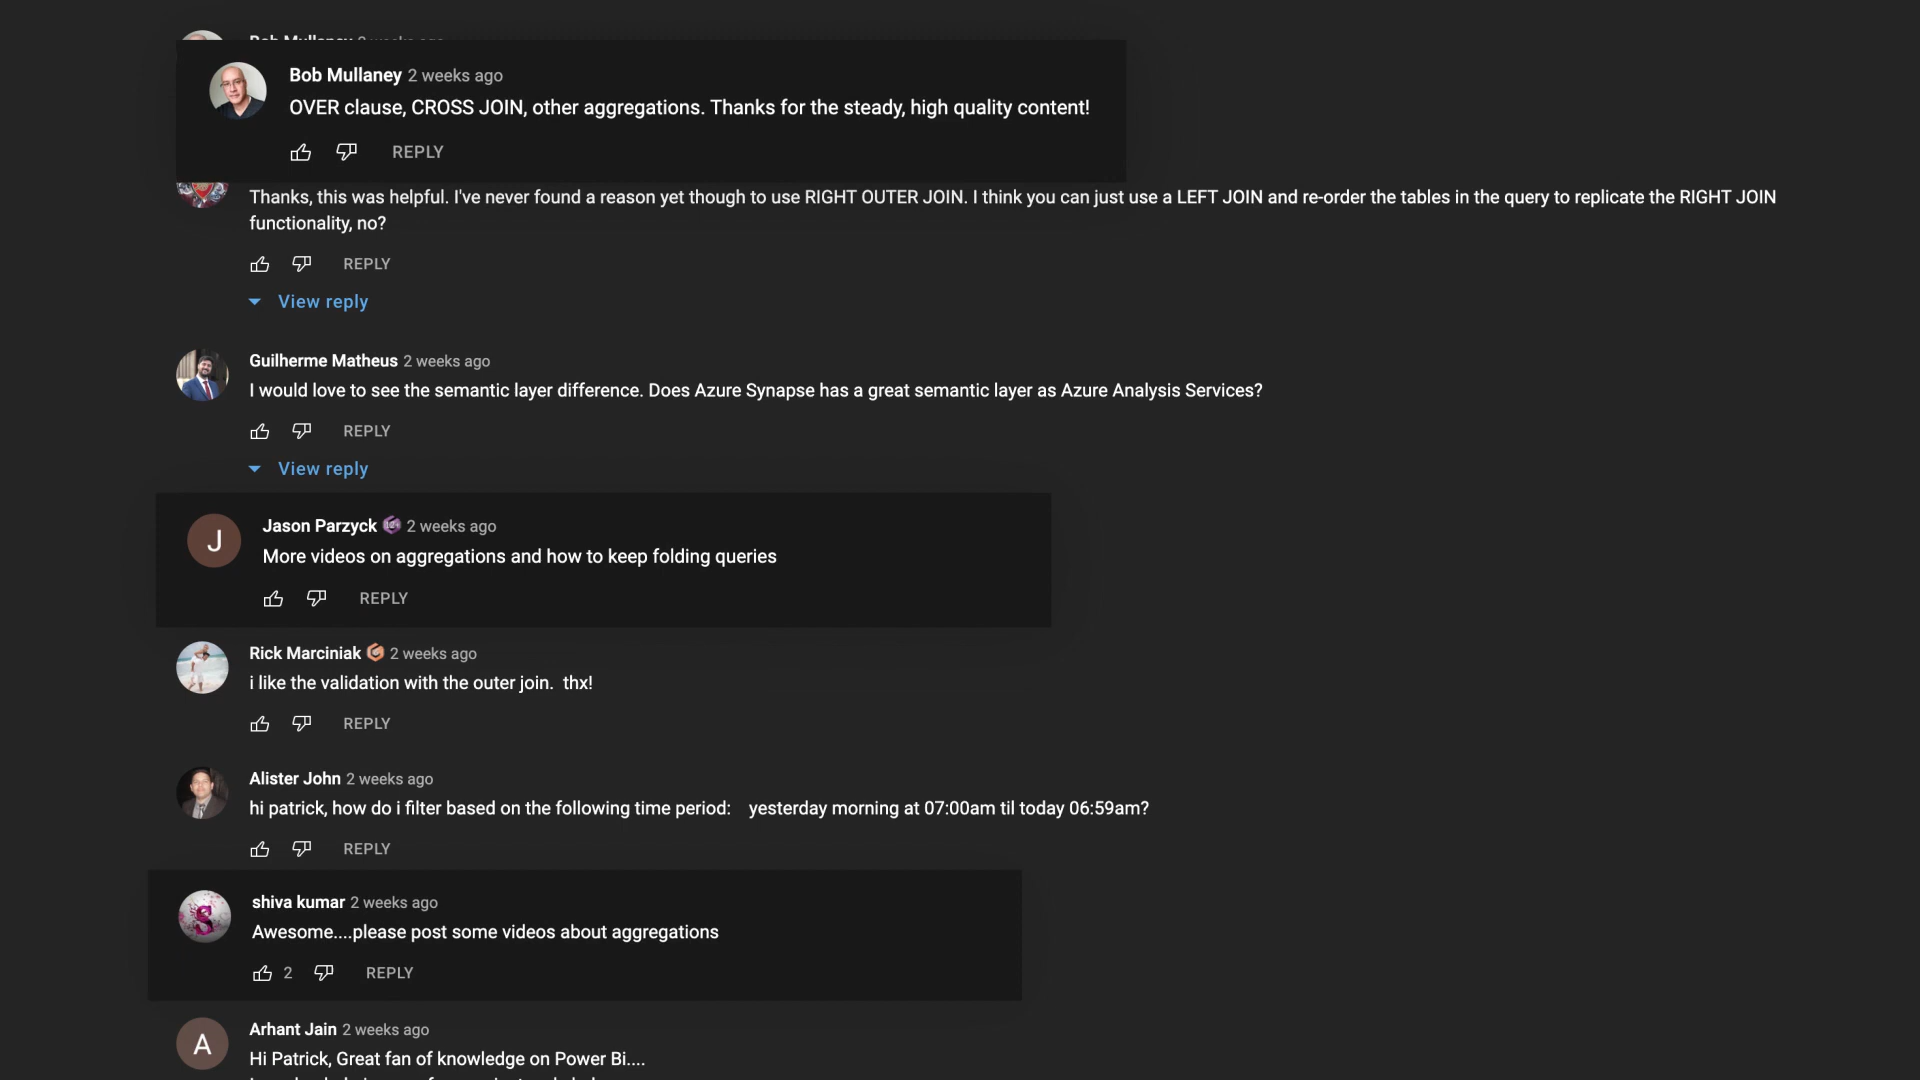 Bob Mullaney 2 weeks ago
Bob Mullaney 2 weeks ago
OVER clause, CROSS JOIN, other aggregations. Thanks for the steady, high quality content!
REPLY
Thanks, this was helpful. I've never found a reason yet though to use RIGHT OUTER JOIN. I think you can just use a LEFT JOIN and re-order the tables in the query to replicate the RIGHT JOIN
functionality, no?
REPLY
View reply
Guilherme Matheus 2 weeks ago
I would love to see the semantic layer difference. Does Azure Synapse has a great semantic layer as Azure Analysis Services?
REPLY
View reply
J
Jason Parzyck 2 weeks ago
More videos on aggregations and how to keep folding queries
REPLY
Rick Marciniak 2 weeks ago
i like the validation with the outer join. thx!
REPLY
Alister John 2 weeks ago
hi patrick, how do i filter based on the following time period: yesterday morning at 07:00am til today 06:59am?
REPLY
S
shiva kumar 2 weeks ago
Awesome....please post some videos about aggregations
2 REPLY
A
Arhant Jain 2 weeks ago
Hi Patrick, Great fan of knowledge on Power Bi....